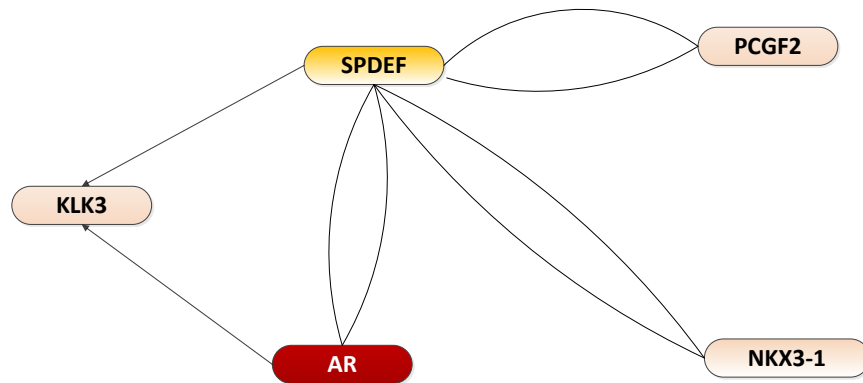 PCGF2
SPDEF
KLK3
AR
NKX3-1